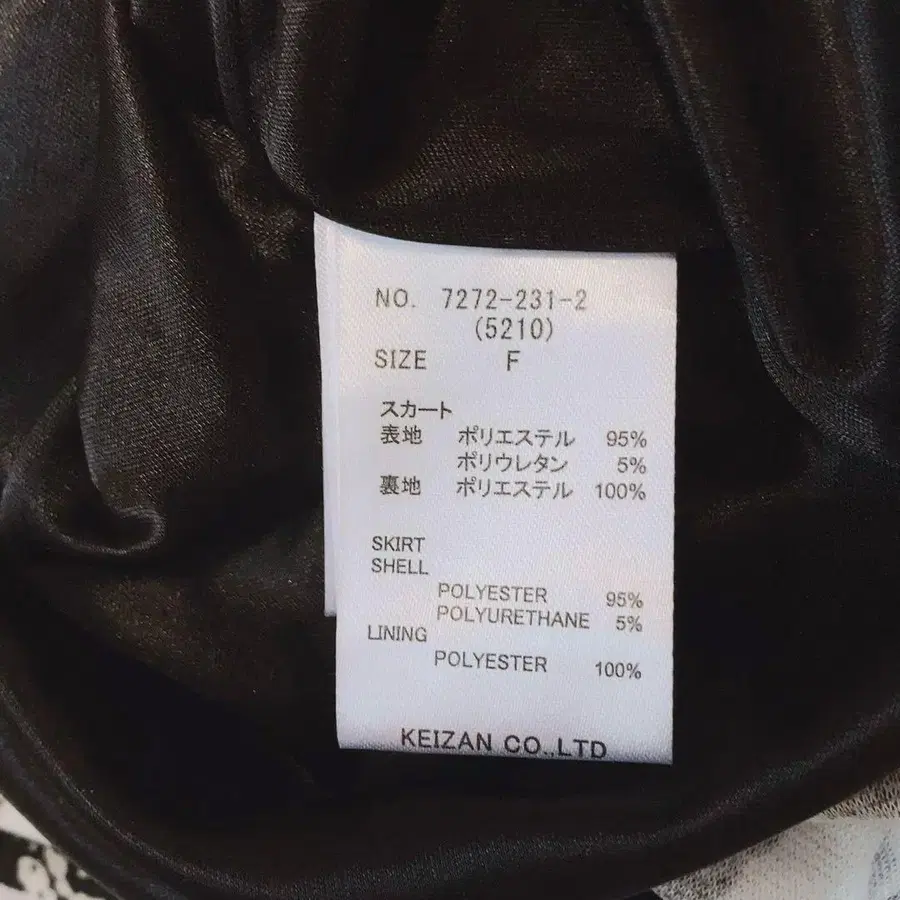 NO. 7272-231-2
(5210)
SIZE F
スカート
表地 ポリエステル 95%
ポリウレタン 5%
裏地 ポリエステル 100%
SKIRT
SHELL
POLYESTER 95%
POLYURETHANE 5%
LINING
POLYESTER 100%
KEIZAN CO.,LTD